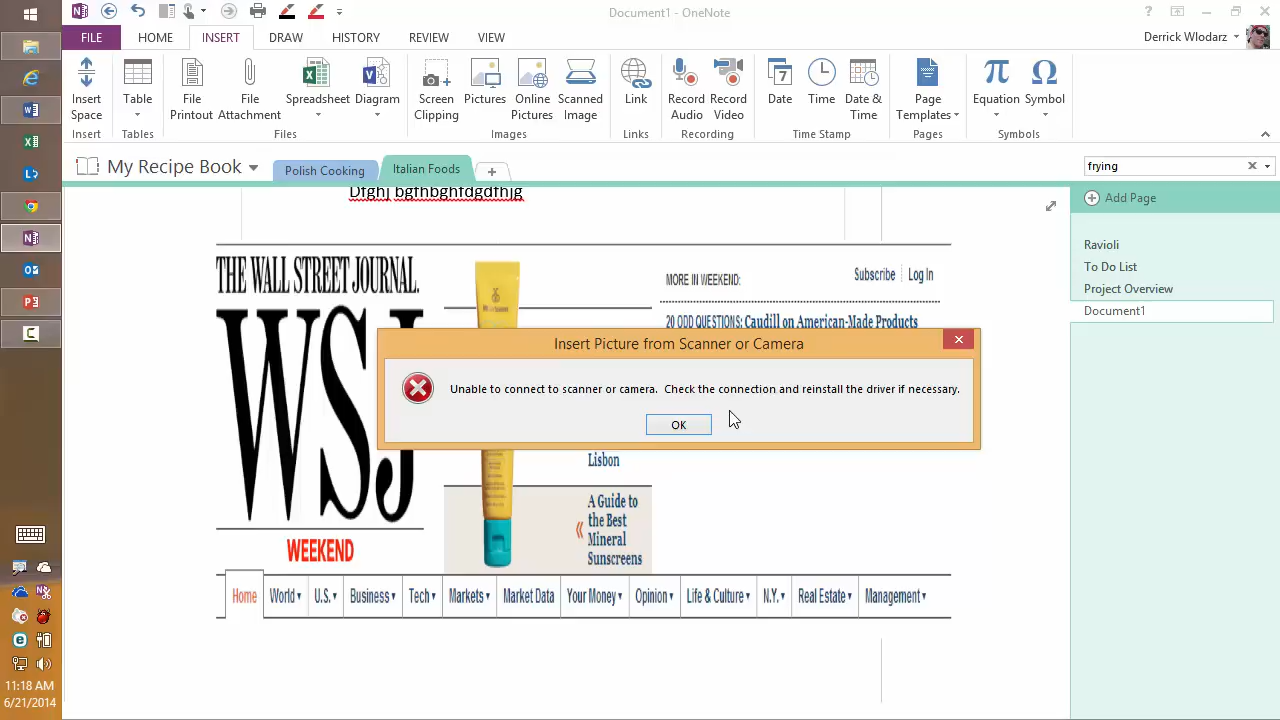 Document1 - OneNote
?
FILE HOME INSERT DRAW HISTORY REVIEW VIEW
Derrick Wlodarz
Insert Space
Table
File Printout
File Attachment
Spreadsheet
Diagram
Screen Clipping
Pictures
Online Pictures
Scanned Image
Link
Record Audio
Record Video
7
Date
Time
Date & Time
Page Templates
π
Equation
Ω
Symbol
Insert Tables Files Images Links Recording Time Stamp Pages Symbols
My Recipe Book Polish Cooking Italian Foods +
frying
Add Page
Ravioli
To Do List
Project Overview
Document1
Dfghj bgfhbghfdgdfhjg
THE WALL STREET JOURNAL.
WSJ
WEEKEND
MORE IN WEEKEND:
Subscribe Log In
20 ODD QUESTIONS: Caudill on American-Made Products
Insert Picture from Scanner or Camera
Unable to connect to scanner or camera. Check the connection and reinstall the driver if necessary.
OK
Lisbon
A Guide to
the Best
Mineral
Sunscreens
Home World U.S. Business Tech Markets Market Data Your Money Opinion Life & Culture N.Y. Real Estate Management
11:18 AM
6/21/2014